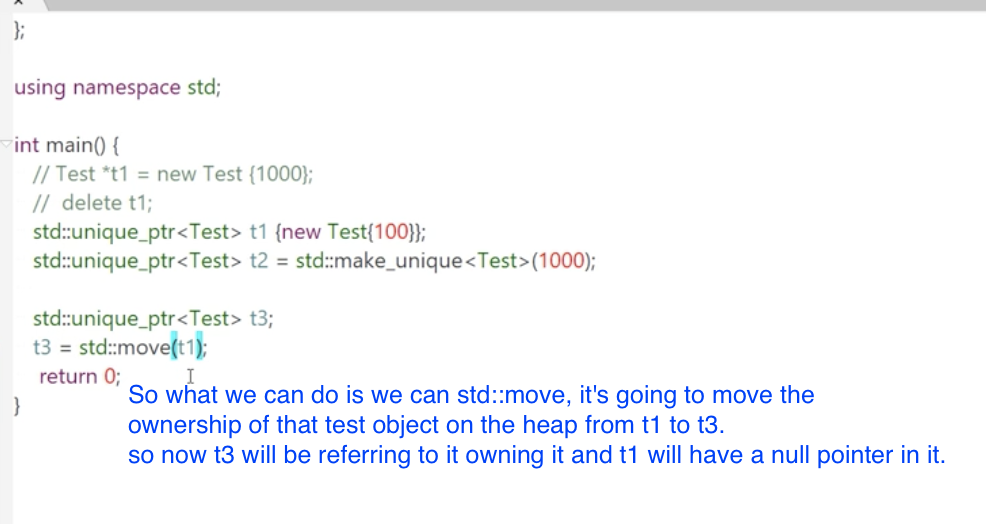 };
using namespace std;
int main() {
// Test *t1 = new Test {1000};
// delete t1;
std::unique_ptr<Test> t1 {new Test{100}};
std::unique_ptr<Test> t2 = std::make_unique<Test>(1000);
std::unique_ptr<Test> t3;
t3 = std::move(t1);
return 0;
}
So what we can do is we can std::move, it's going to move the
ownership of that test object on the heap from t1 to t3.
so now t3 will be referring to it owning it and t1 will have a null pointer in it.